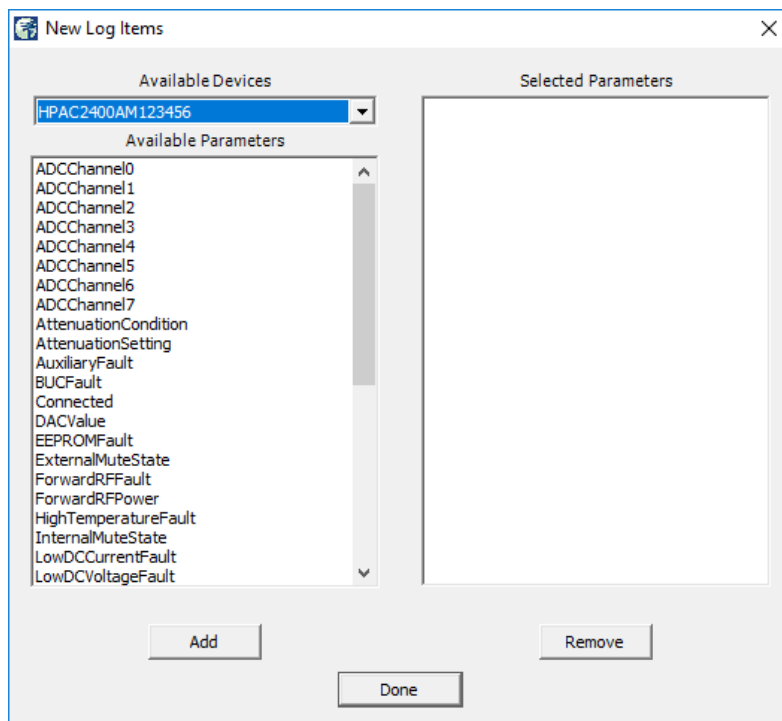 New Log Items
Available Devices
HPAC2400AM123456
Available Parameters
ADCChannel0
ADCChannel1
ADCChannel2
ADCChannel3
ADCChannel4
ADCChannel5
ADCChannel6
ADCChannel7
AttenuationCondition
AttenuationSetting
AuxiliaryFault
BUCFault
Connected
DACValue
EEPROMFault
ExternalMuteState
ForwardRFFault
ForwardRFPower
HighTemperatureFault
InternalMuteState
LowDCCurrentFault
LowDCVoltageFault
Add
Selected Parameters
Remove
Done